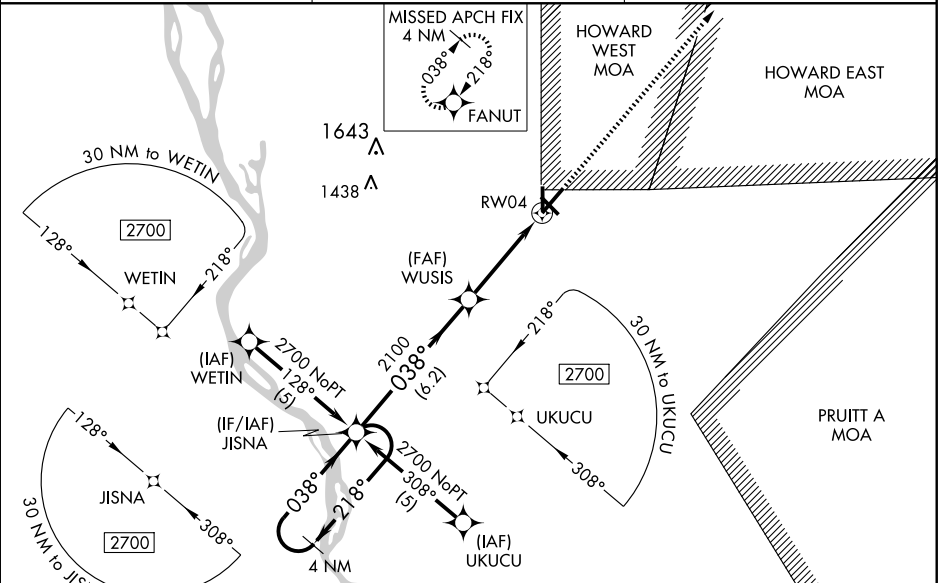 MISSED APCH FIX
4 NM
038°
218°
FANUT
HOWARD
WEST
MOA
HOWARD EAST
MOA
1643
1438
30 NM to WETIN
2700
128°
218°
WETIN
RW04
(FAF)
WUSIS
(IAF)
WETIN
2700 NoPT
128°
(5)
2100
038°
(6.2)
218°
30 NM to UKUCU
2700
UKUCU
308°
PRUITT A
MOA
(IF/IAF)
JISNA
2700 NoPT
308°
(5)
038°
218°
4 NM
(IAF)
UKUCU
128°
JISNA
308°
2700
30 NM to